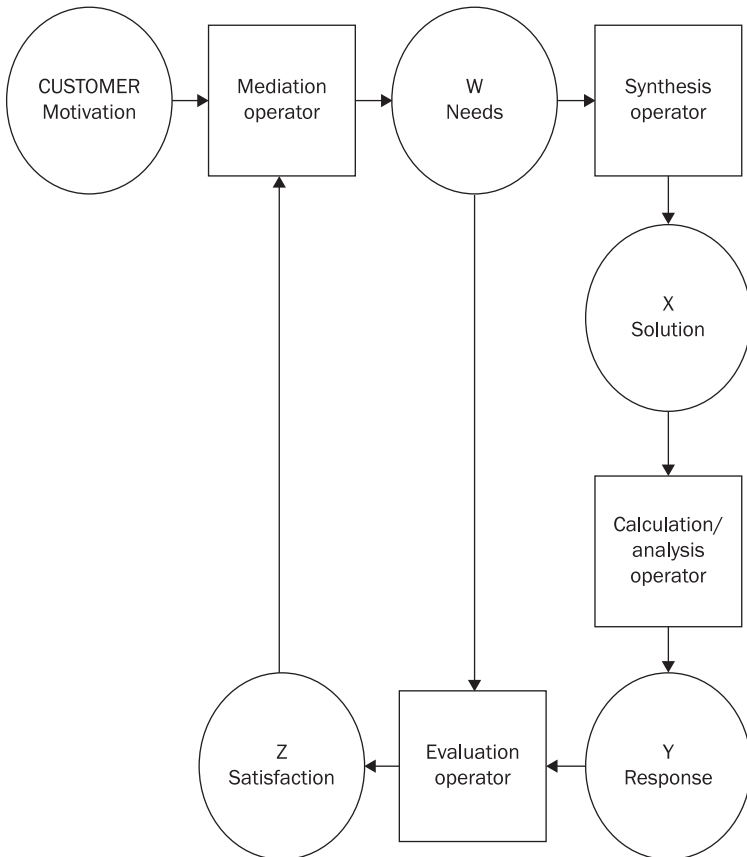 CUSTOMER
Motivation
Mediation
operator
W
Needs
Synthesis
operator
X
Solution
Calculation/
analysis
operator
Z
Satisfaction
Evaluation
operator
Y
Response